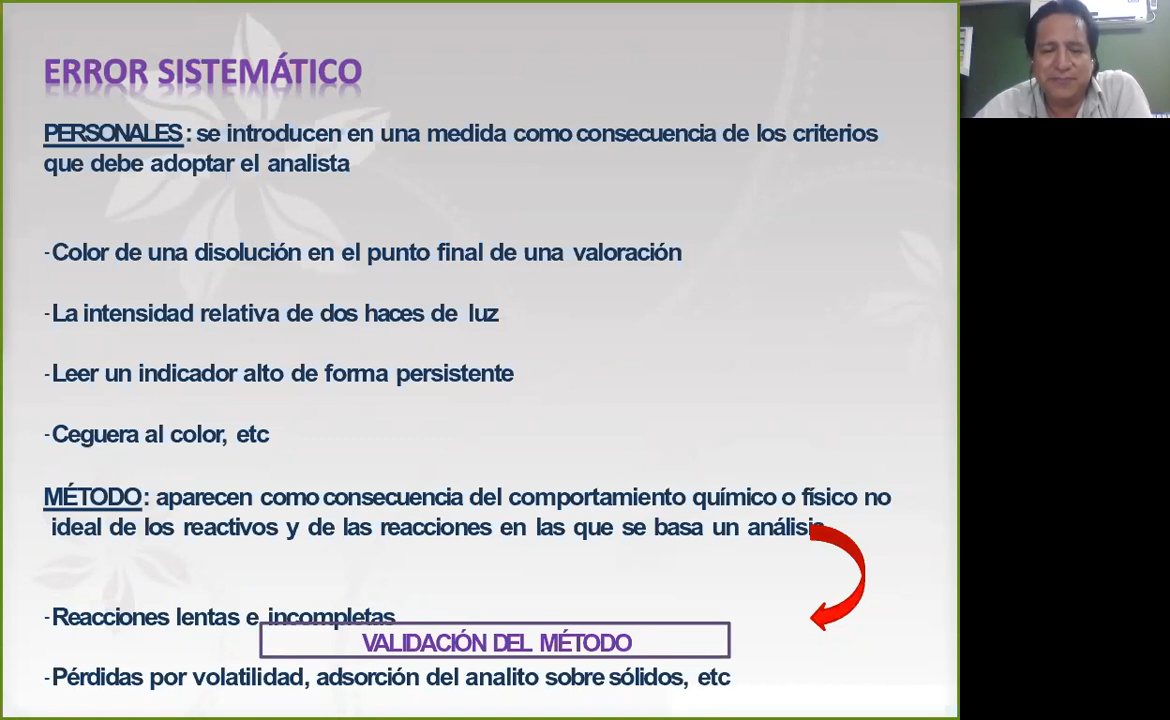 ERROR SISTEMÁTICO
PERSONALES: se introducen en una medida como consecuencia de los criterios
que debe adoptar el analista
-Color de una disolución en el punto final de una valoración
-La intensidad relativa de dos haces de luz
-Leer un indicador alto de forma persistente
-Ceguera al color, etc
MÉTODO: aparecen como consecuencia del comportamiento químico o físico no
ideal de los reactivos y de las reacciones en las que se basa un análisis
-Reacciones lentas e incompletas
VALIDACIÓN DEL MÉTODO
-Pérdidas por volatilidad, adsorción del analito sobre sólidos, etc